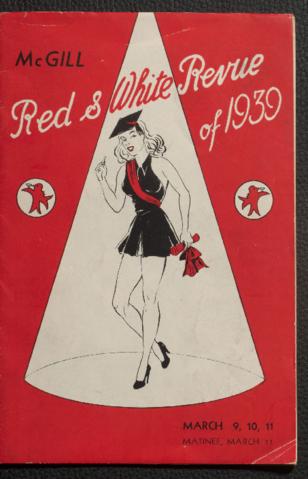 McGILL
Red & White Revue
of 1939
MARCH 9, 10, 11
MATINEE, MARCH 11